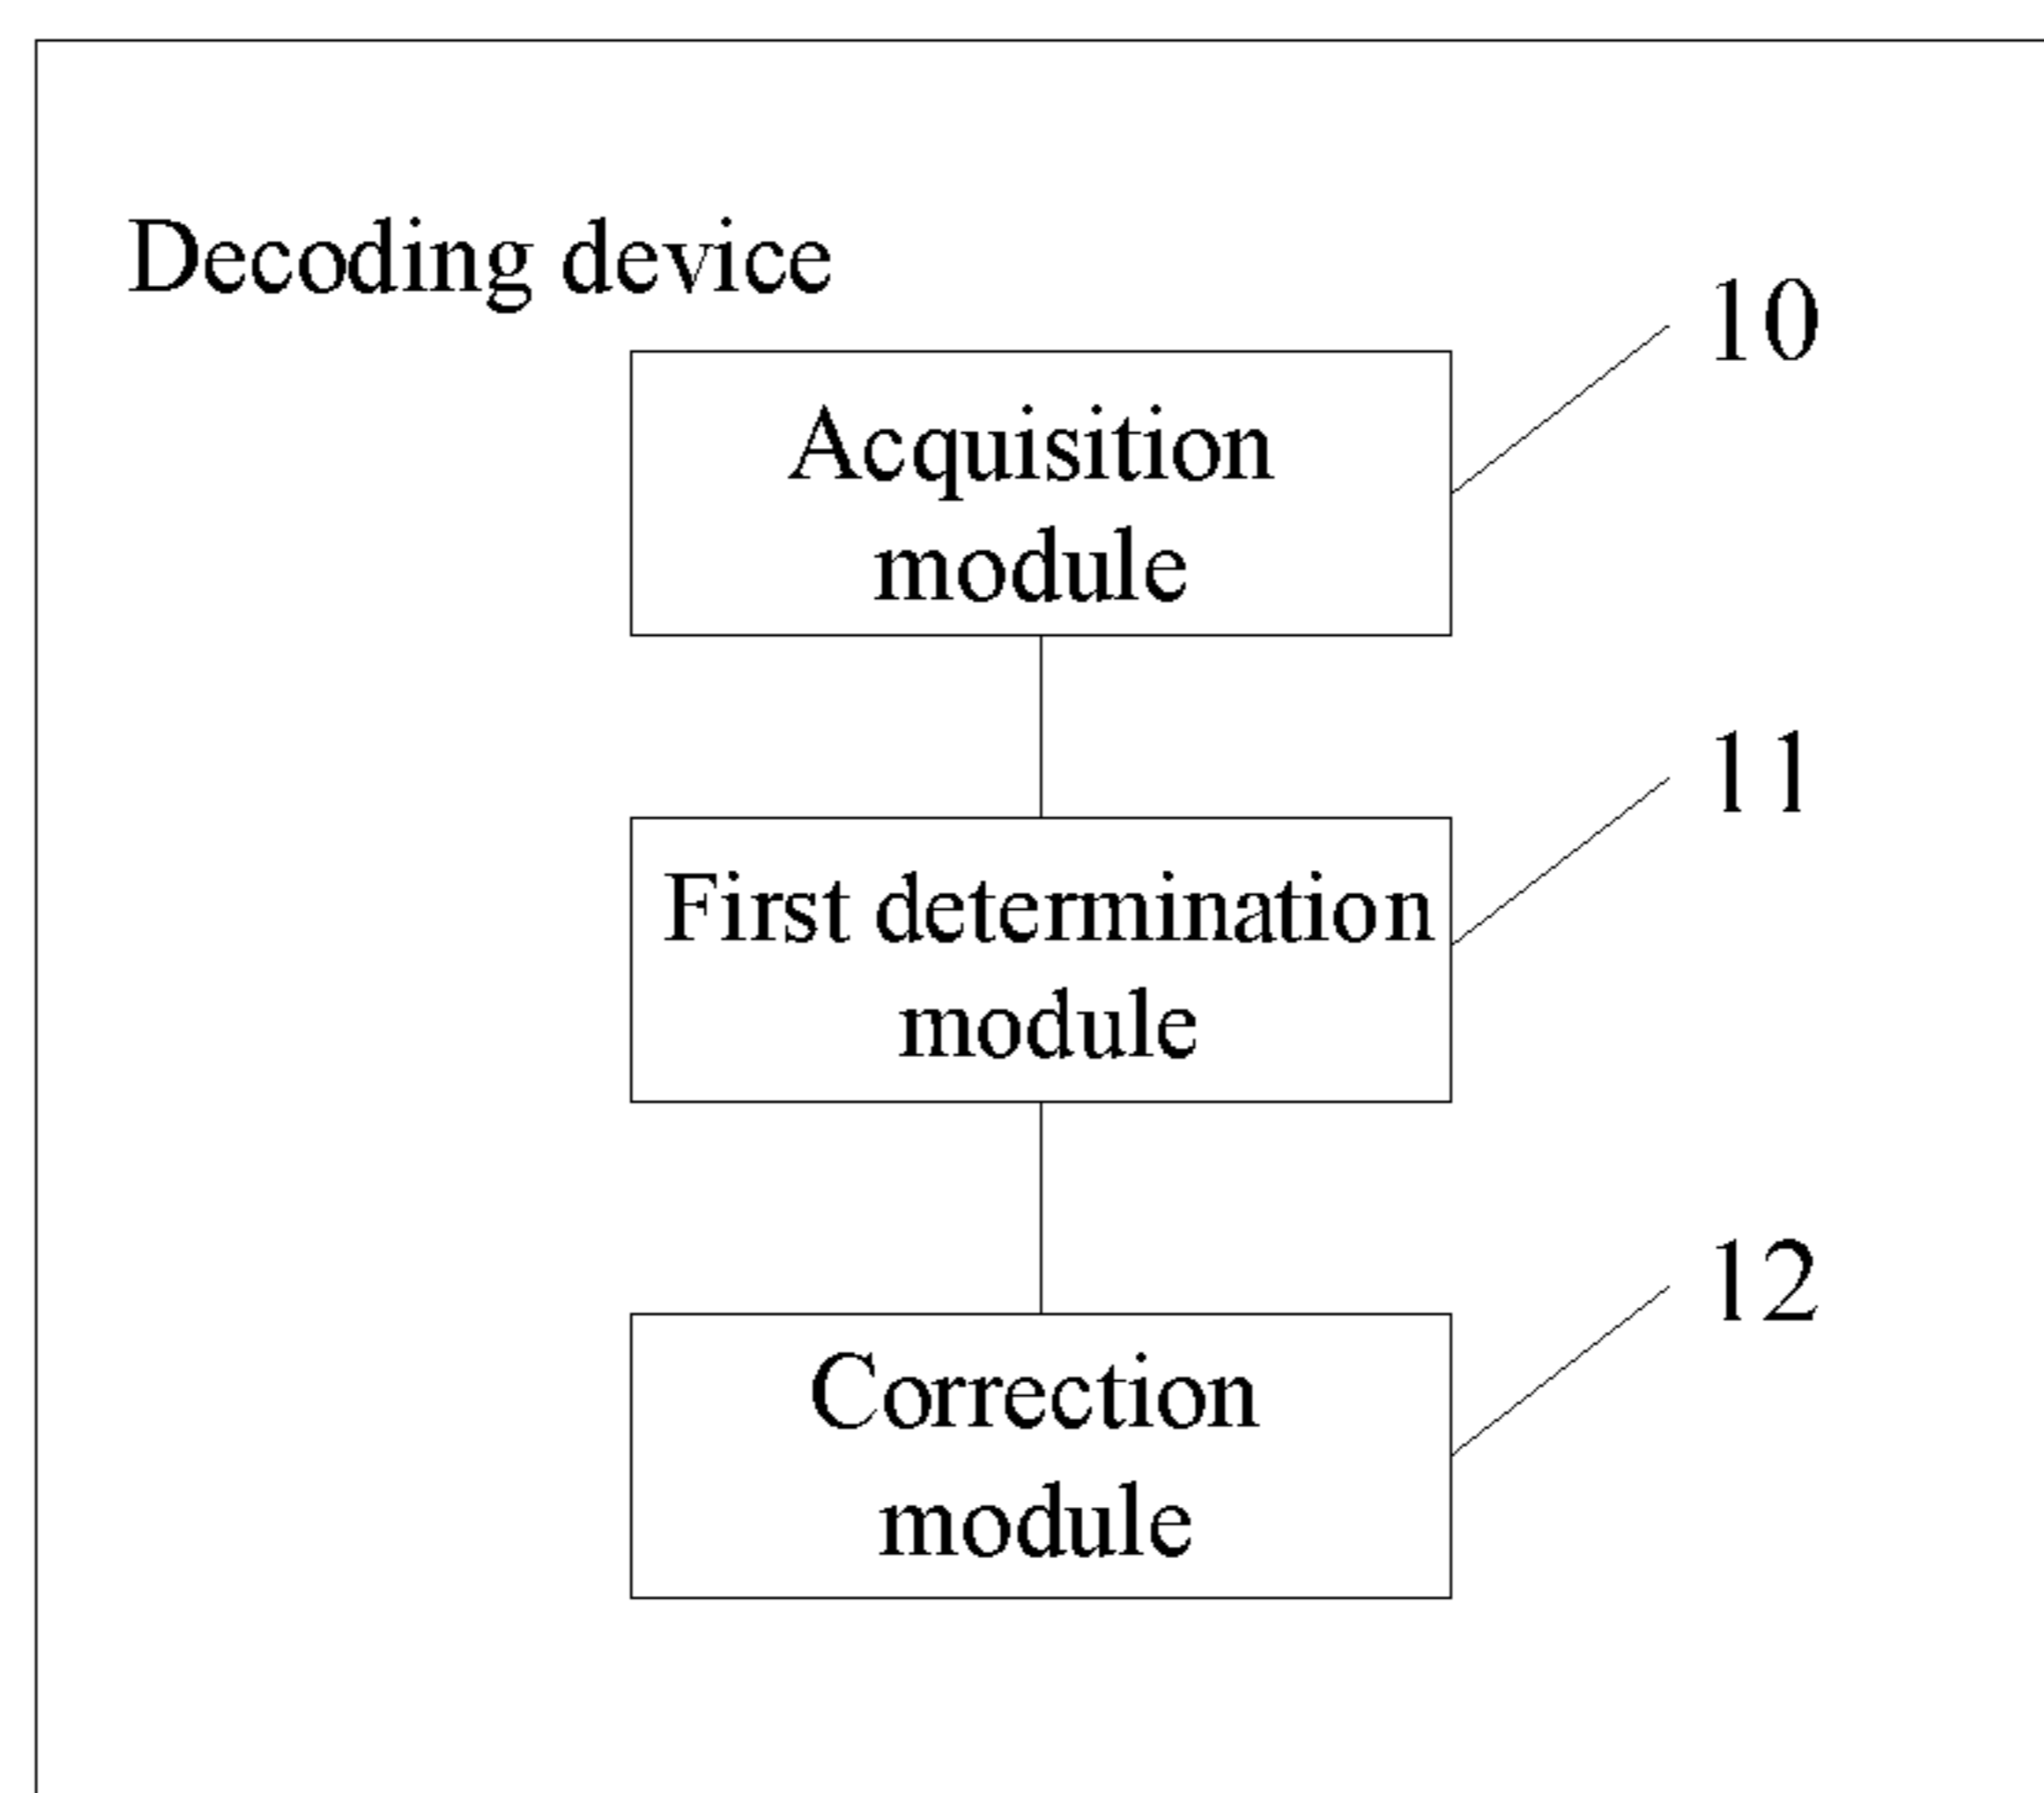 Decoding device
10
Acquisition
module
11
First determination
module
12
Correction
module